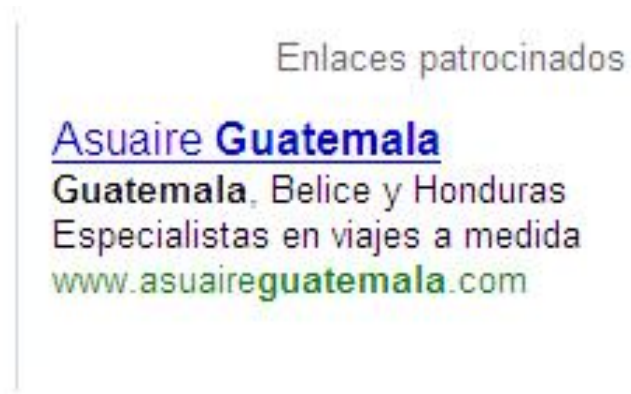 Enlaces patrocinados
Asuaire Guatemala
Guatemala, Belice y Honduras
Especialistas en viajes a medida
www.asuaireguatemala.com